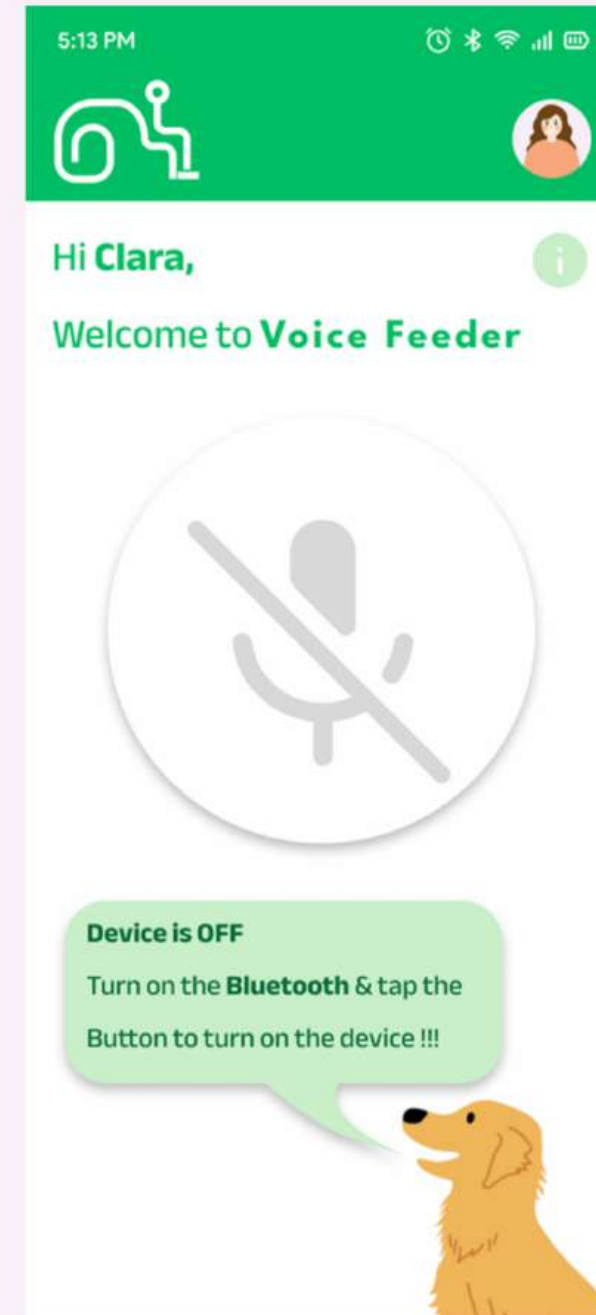 5:13 PM
Hi Clara,
i
Welcome to Voice Feeder
Device is OFF
Turn on the Bluetooth & tap the
Button to turn on the device !!!